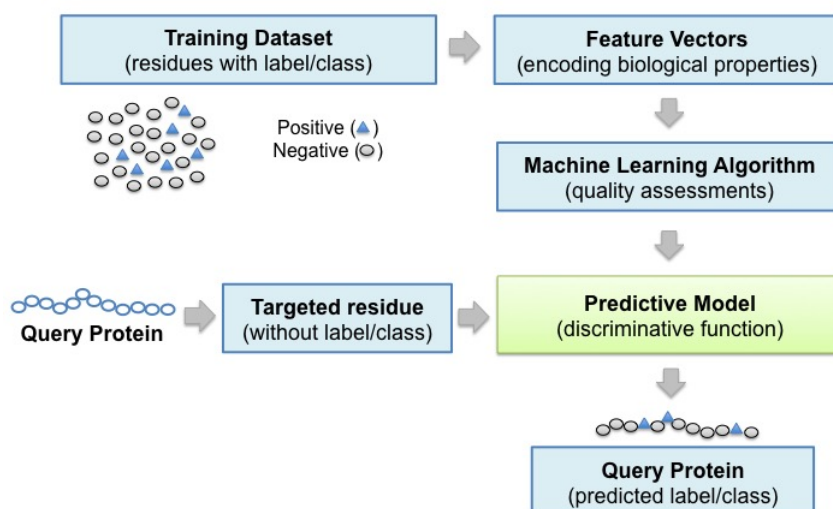 Training Dataset
(residues with label/class)
Feature Vectors
(encoding biological properties)
Positive (▲)
Negative (○)
Machine Learning Algorithm
(quality assessments)
Query Protein
Targeted residue
(without label/class)
Predictive Model
(discriminative function)
Query Protein
(predicted label/class)